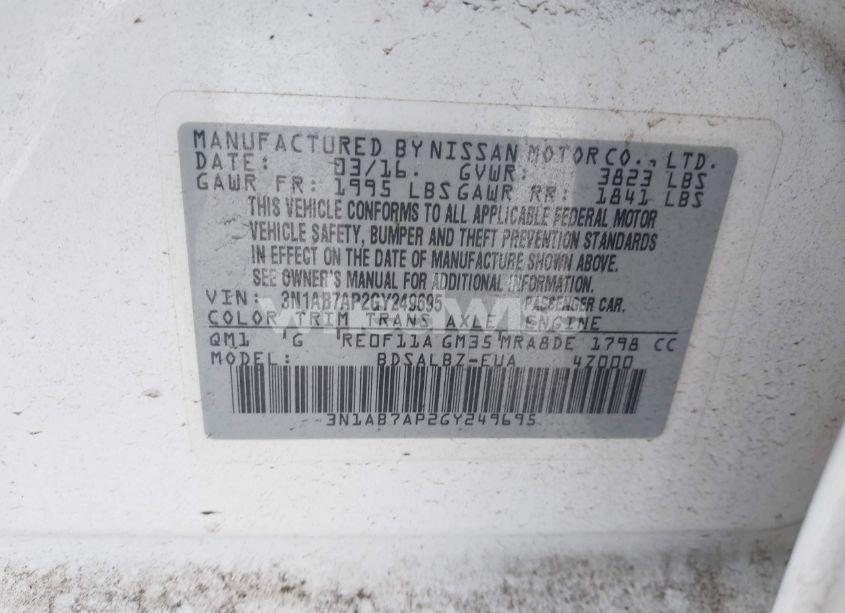 MANUFACTURED BY NISSAN MOTOR CO., LTD.
DATE: 03/16. GVWR: 3823 LBS
GAWR FR: 1995 LBS GAWR RR: 1841 LBS
THIS VEHICLE CONFORMS TO ALL APPLICABLE FEDERAL MOTOR
VEHICLE SAFETY, BUMPER AND THEFT PREVENTION STANDARDS
IN EFFECT ON THE DATE OF MANUFACTURE SHOWN ABOVE.
SEE OWNER'S MANUAL FOR ADDITIONAL INFORMATION.
VIN: 3N1AB7AP2GY249695 PASSENGER CAR.
COLOR TRIM TRANS AXLE ENGINE
QM1 G RE0F11A GM35 MRA8DE 1798 CC
MODEL: BDSALBZ-EUA 4Z000
3N1AB7AP2GY249695